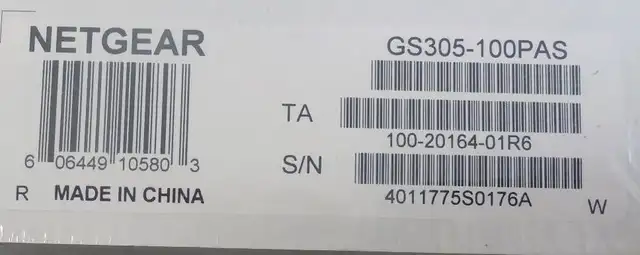 NETGEAR
6 06449 10580 3
R MADE IN CHINA
GS305-100PAS
TA
100-20164-01R6
S/N
4011775S0176A
W